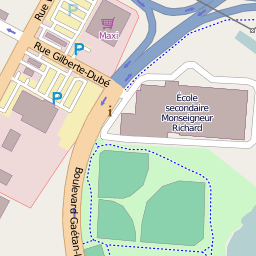 Rue
Maxi
Rue Gilberte-Dubé
P
P
P
i
École
secondaire
Monseigneur
Richard
Boulevard Gaétan-